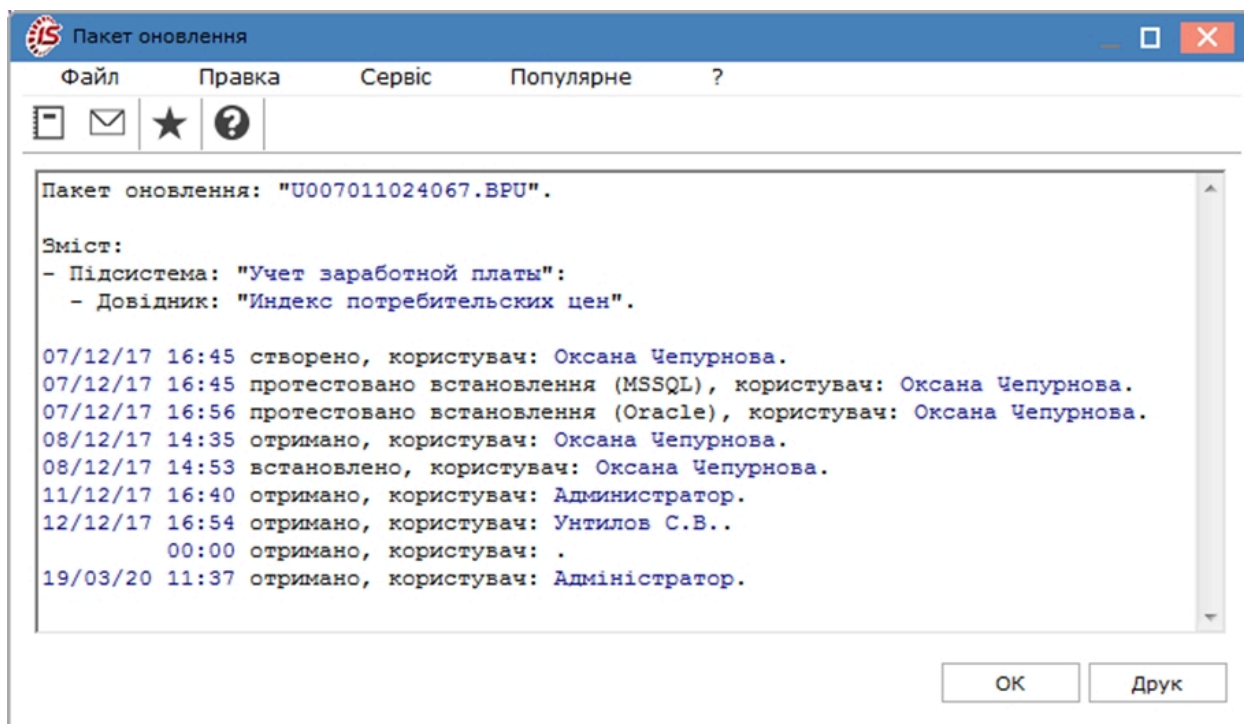 Пакет оновлення
Файл Правка Сервіс Популярне ?
Пакет оновлення: "U007011024067.BPU".
Зміст:
- Підсистема: "Учет заработной платы":
- Довідник: "Индекс потребительских цен".
07/12/17 16:45 створено, користувач: Оксана Чепурнова.
07/12/17 16:45 протестовано встановлення (MSSQL), користувач: Оксана Чепурнова.
07/12/17 16:56 протестовано встановлення (Oracle), користувач: Оксана Чепурнова.
08/12/17 14:35 отримано, користувач: Оксана Чепурнова.
08/12/17 14:53 встановлено, користувач: Оксана Чепурнова.
11/12/17 16:40 отримано, користувач: Администратор.
12/12/17 16:54 отримано, користувач: Унтилов С.В..
00:00 отримано, користувач: .
19/03/20 11:37 отримано, користувач: Адміністратор.
ОК Друк